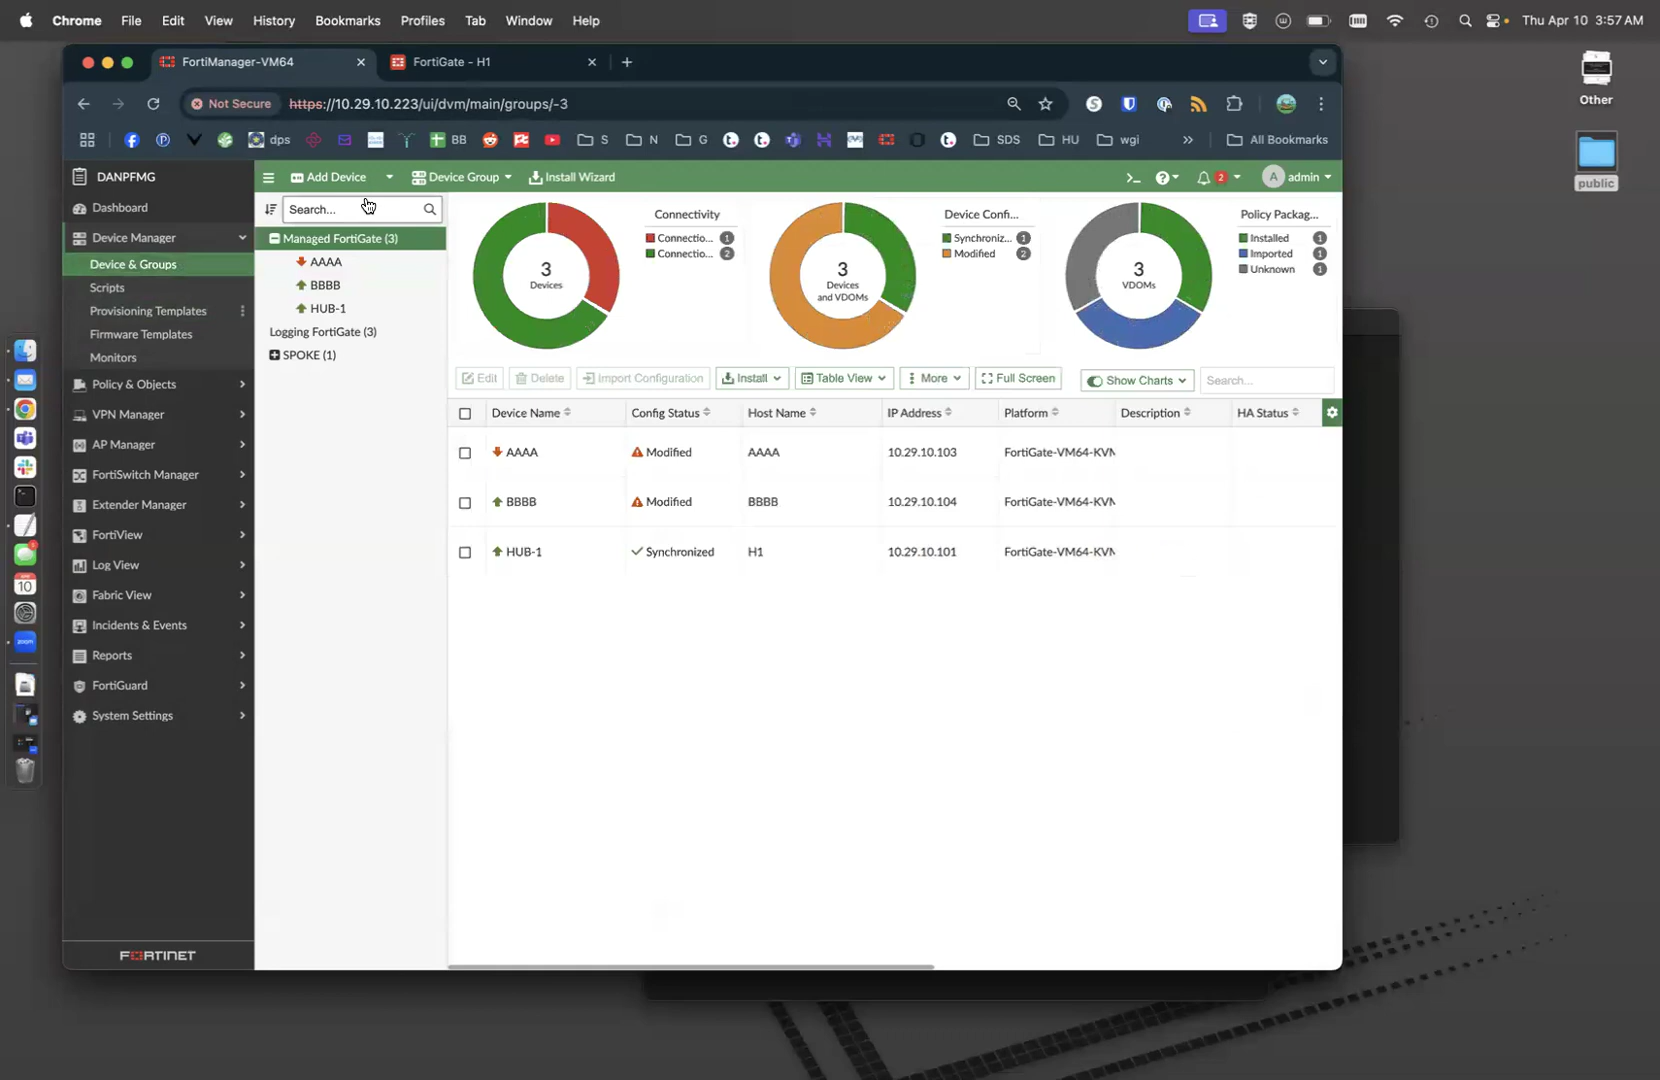 Chrome File Edit View History Bookmarks Profiles Tab Window Help Thu Apr 10 3:57 AM
FortiManager-VM64
FortiGate - H1
Not Secure https://10.29.10.223/ui/dvm/main/groups/-3
dps BB S N G SDS HU wgi » All Bookmarks
DANPFMG
Add Device Device Group Install Wizard 2 A admin
Dashboard
Device Manager
Device & Groups
Scripts
Provisioning Templates
Firmware Templates
Monitors
Policy & Objects
VPN Manager
AP Manager
FortiSwitch Manager
Extender Manager
FortiView
Log View
Fabric View
Incidents & Events
Reports
FortiGuard
System Settings
FORTINET
Search...
Managed FortiGate (3)
AAAA
BBBB
HUB-1
Logging FortiGate (3)
SPOKE (1)
3
Devices
Connectivity
Connectio... 1
Connectio... 2
3
Devices
and VDOMs
Device Confi...
Synchroniz... 1
Modified 2
3
VDOMs
Policy Packag...
Installed 1
Imported 1
Unknown 1
Edit Delete Import Configuration Install Table View More Full Screen Show Charts Search...
Device Name Config Status Host Name IP Address Platform Description HA Status
AAAA Modified AAAA 10.29.10.103 FortiGate-VM64-KVM
BBBB Modified BBBB 10.29.10.104 FortiGate-VM64-KVM
HUB-1 Synchronized H1 10.29.10.101 FortiGate-VM64-KVM
Other
public
APR
10
zoom